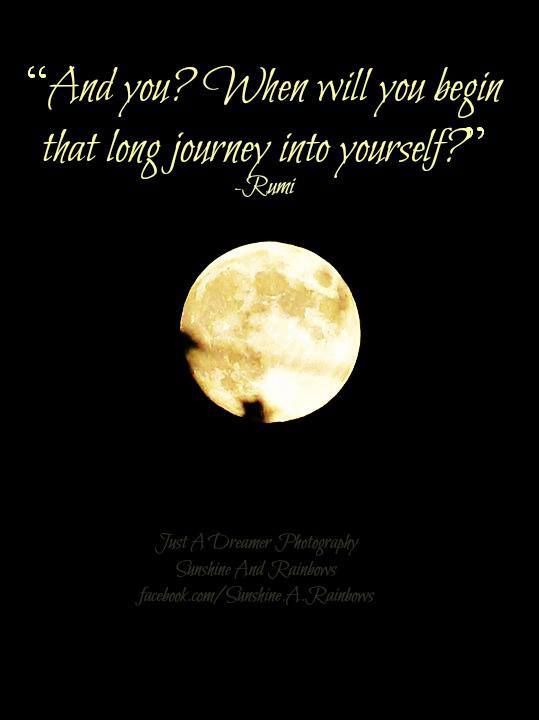 “And you? When will you begin
that long journey into yourself?”
-Rumi
Just A Dreamer Photography
Sunshine And Rainbows
facebook.com/Sunshine.A.Rainbows